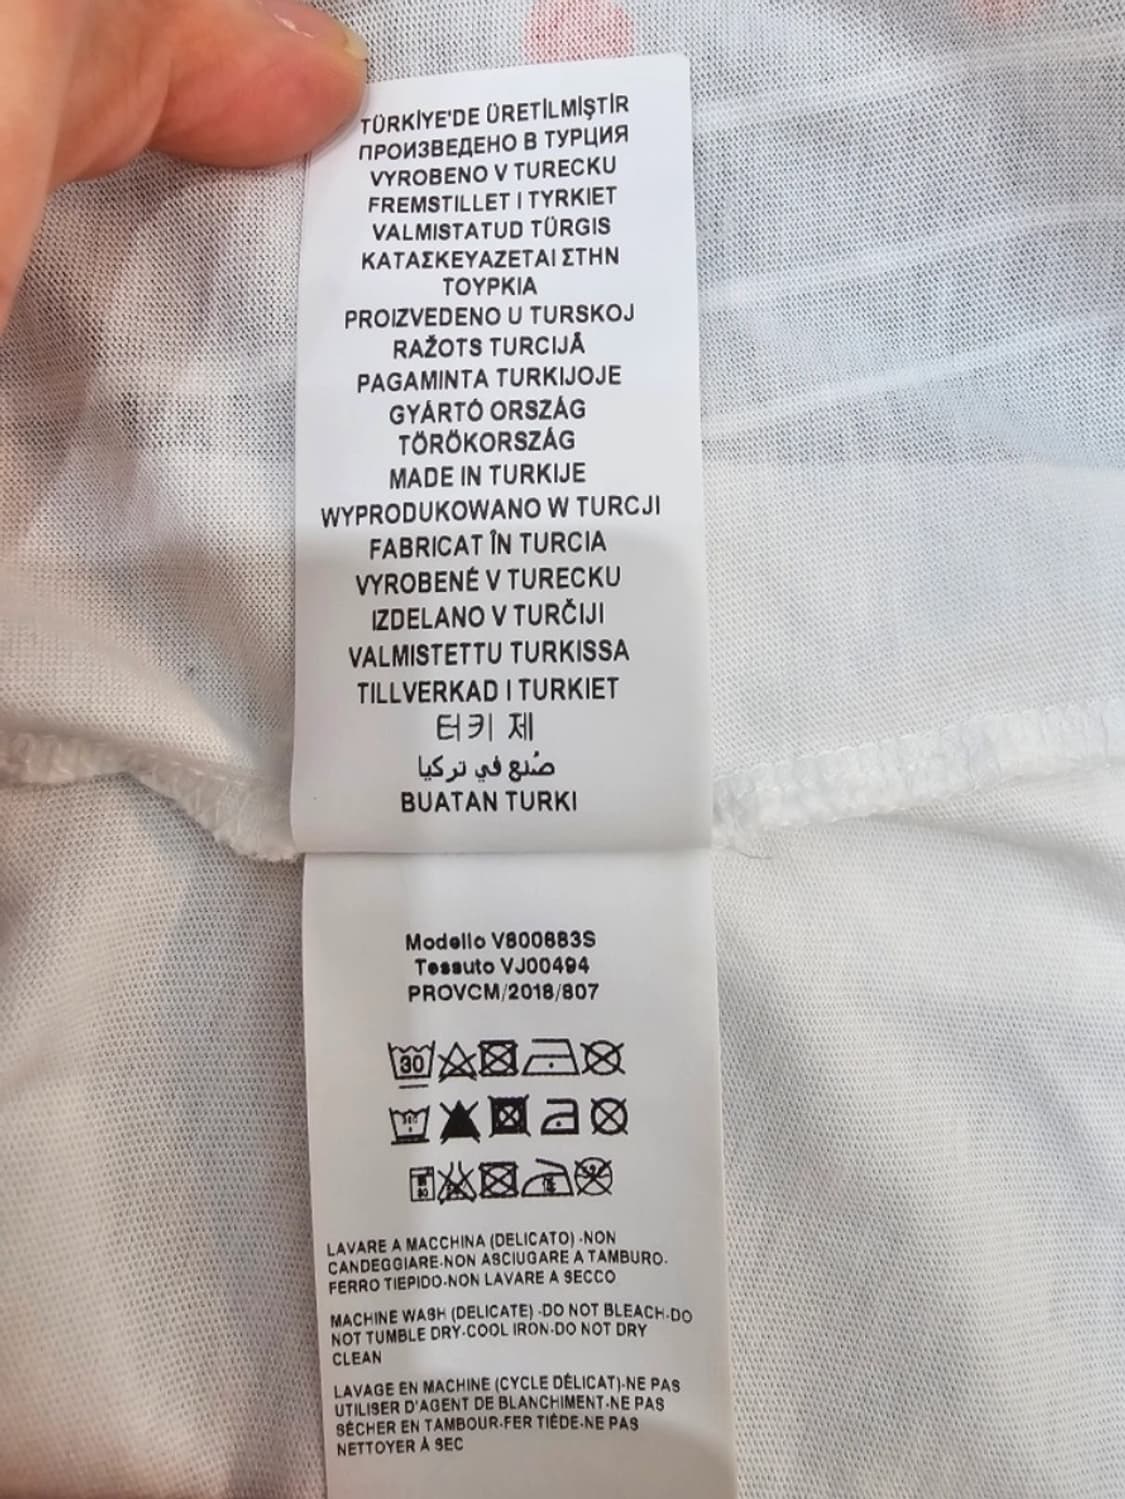 TÜRKİYE'DE ÜRETİLMİŞTİR
ПРОИЗВЕДЕНО В ТУРЦИЯ
VYROBENO V TURECKU
FREMSTILLET I TYRKIET
VALMISTATUD TÜRGIS
ΚΑΤΑΣΚΕΥΑΖΕΤΑΙ ΣΤΗΝ
ΤΟΥΡΚΙΑ
PROIZVEDENO U TURSKOJ
RAŽOTS TURCIJĀ
PAGAMINTA TURKIJOJE
GYÁRTÓ ORSZÁG
TÖRÖKORSZÁG
MADE IN TURKIJE
WYPRODUKOWANO W TURCJI
FABRICAT ÎN TURCIA
VYROBENÉ V TURECKU
IZDELANO V TURČIJI
VALMISTETTU TURKISSA
TILLVERKAD I TURKIET
터키 제
صُنع في تركيا
BUATAN TURKI
Modello V800883S
Tessuto VJ00494
PROVCM/2018/807
30
LAVARE A MACCHINA (DELICATO) -NON
CANDEGGIARE-NON ASCIUGARE A TAMBURO.
FERRO TIEPIDO-NON LAVARE A SECCO
MACHINE WASH (DELICATE) -DO NOT BLEACH-DO
NOT TUMBLE DRY-COOL IRON-DO NOT DRY
CLEAN
LAVAGE EN MACHINE (CYCLE DÉLICAT)-NE PAS
UTILISER D'AGENT DE BLANCHIMENT-NE PAS
SÉCHER EN TAMBOUR-FER TIÉDE-NE PAS
NETTOYER À SEC